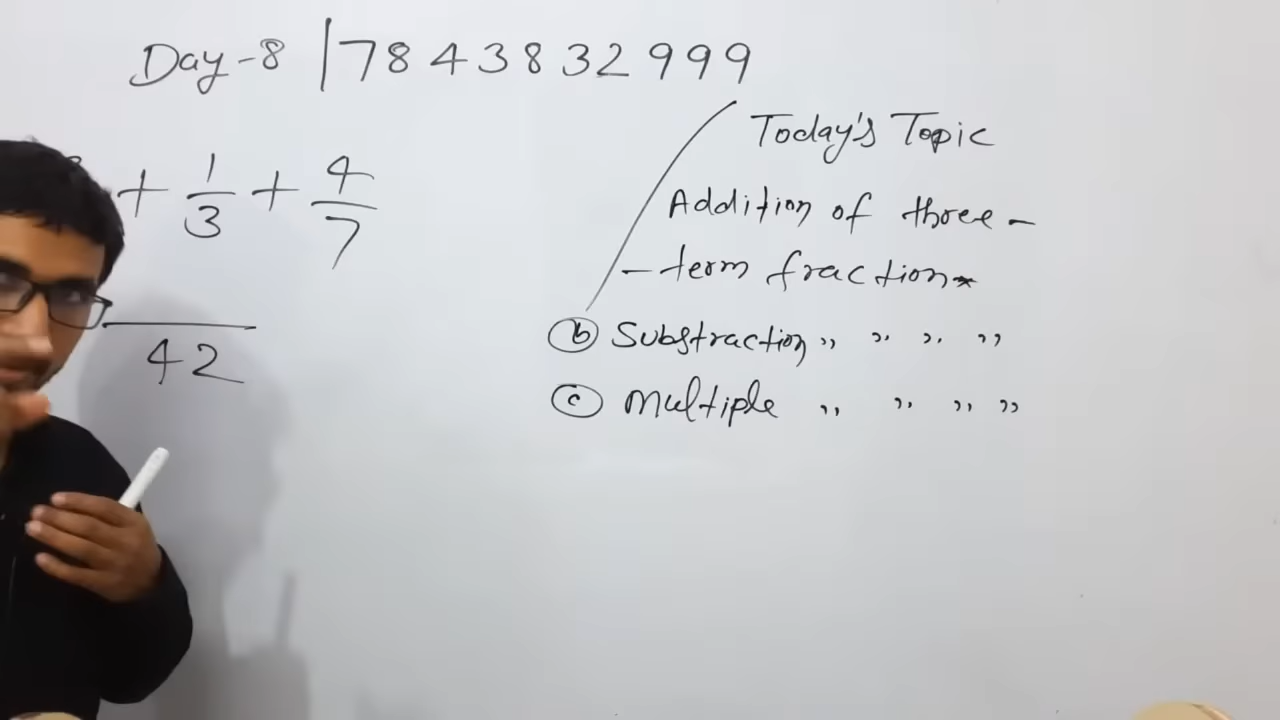 Day-8 | 7843832999
Today's Topic
+ 1/3 + 4/7
Addition of three -
- term fraction
42
(b) Substraction ,, ,, ,, ,,
(c) Multiple ,, ,, ,, ,,